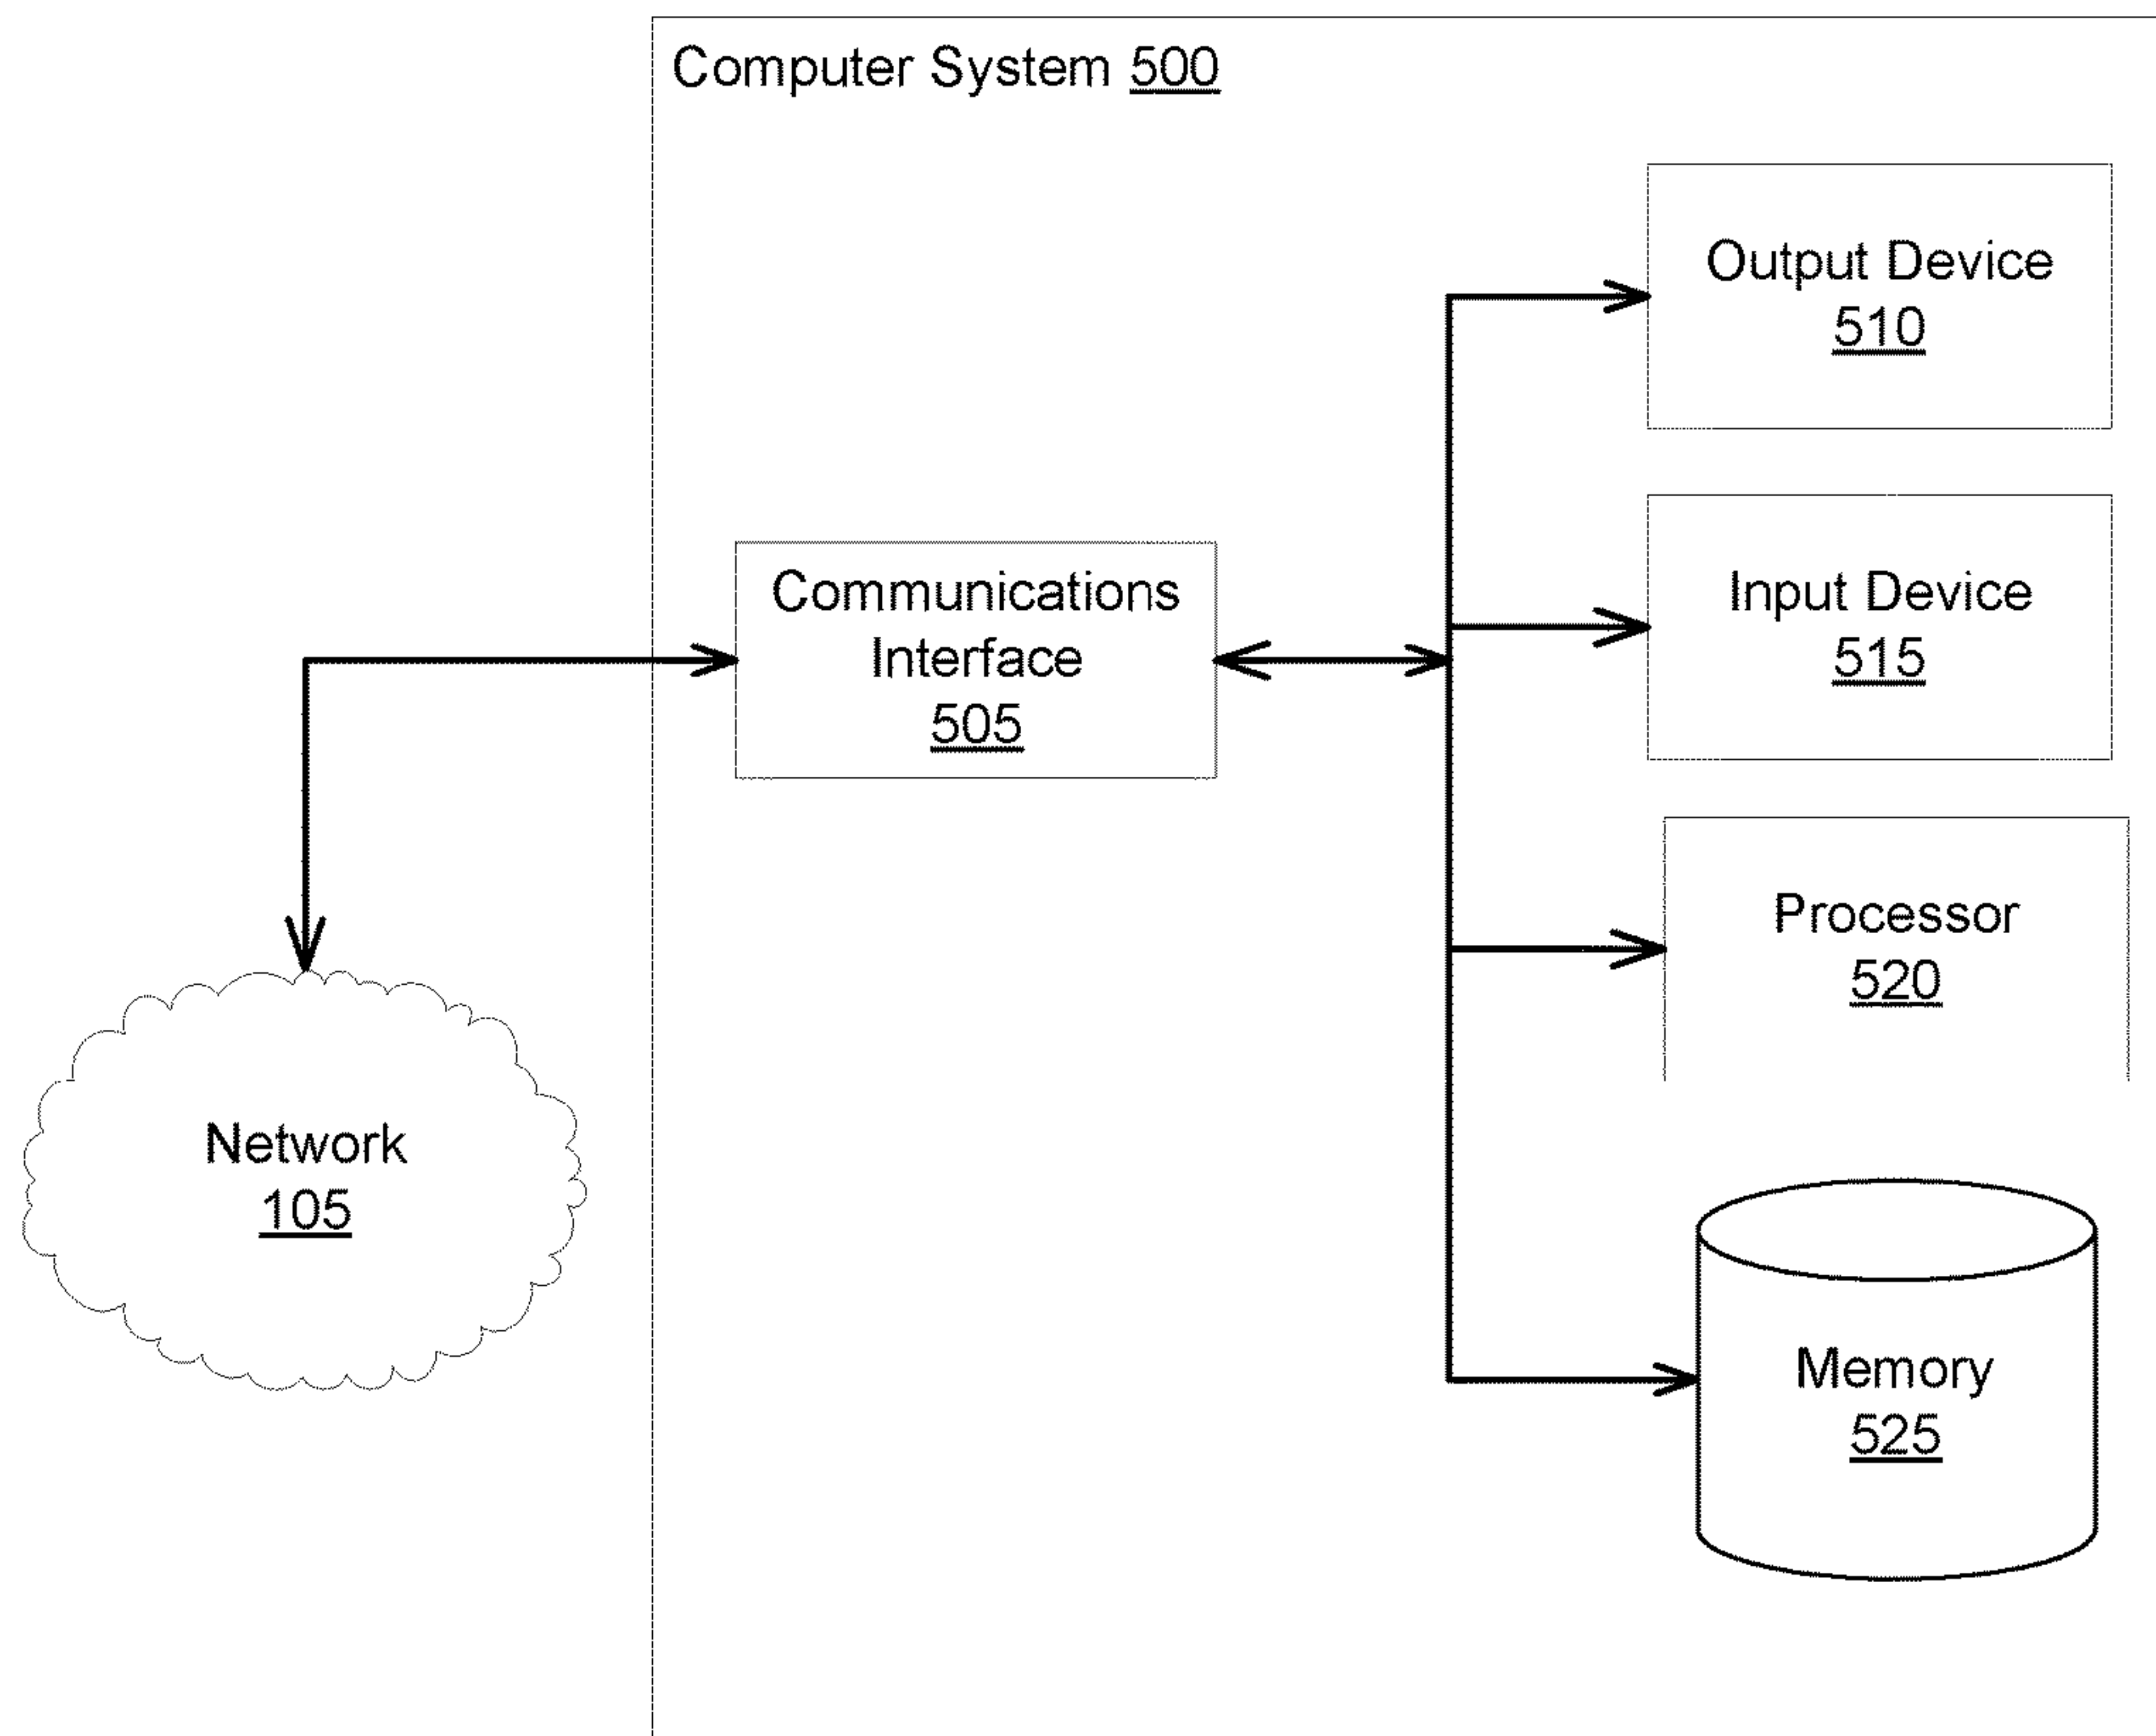 Computer System 500
Output Device
510
Communications
Interface
505
Input Device
515
Processor
520
Network
105
Memory
525